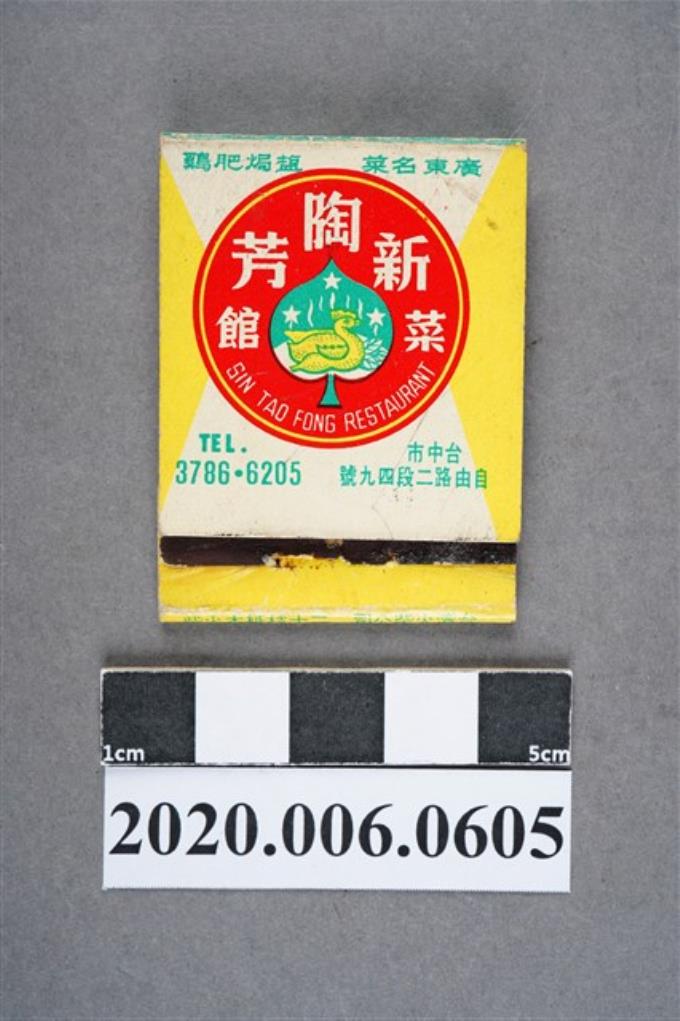 廣東名菜 鹽焗肥鷄
新陶芳
菜館
SIN TAO FONG RESTAURANT
TEL.
3786•6205
台中市
自由路二段四九號
1cm 5cm
2020.006.0605